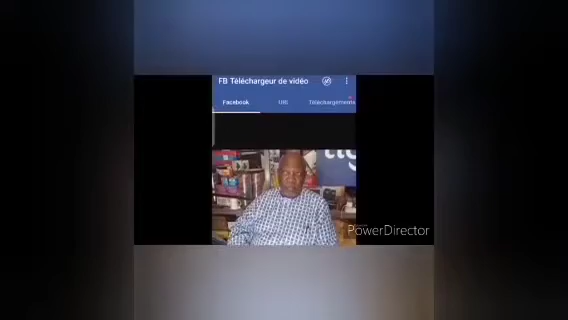 FB Téléchargeur de vidéo
Facebook
URL
Téléchargements
PowerDirector